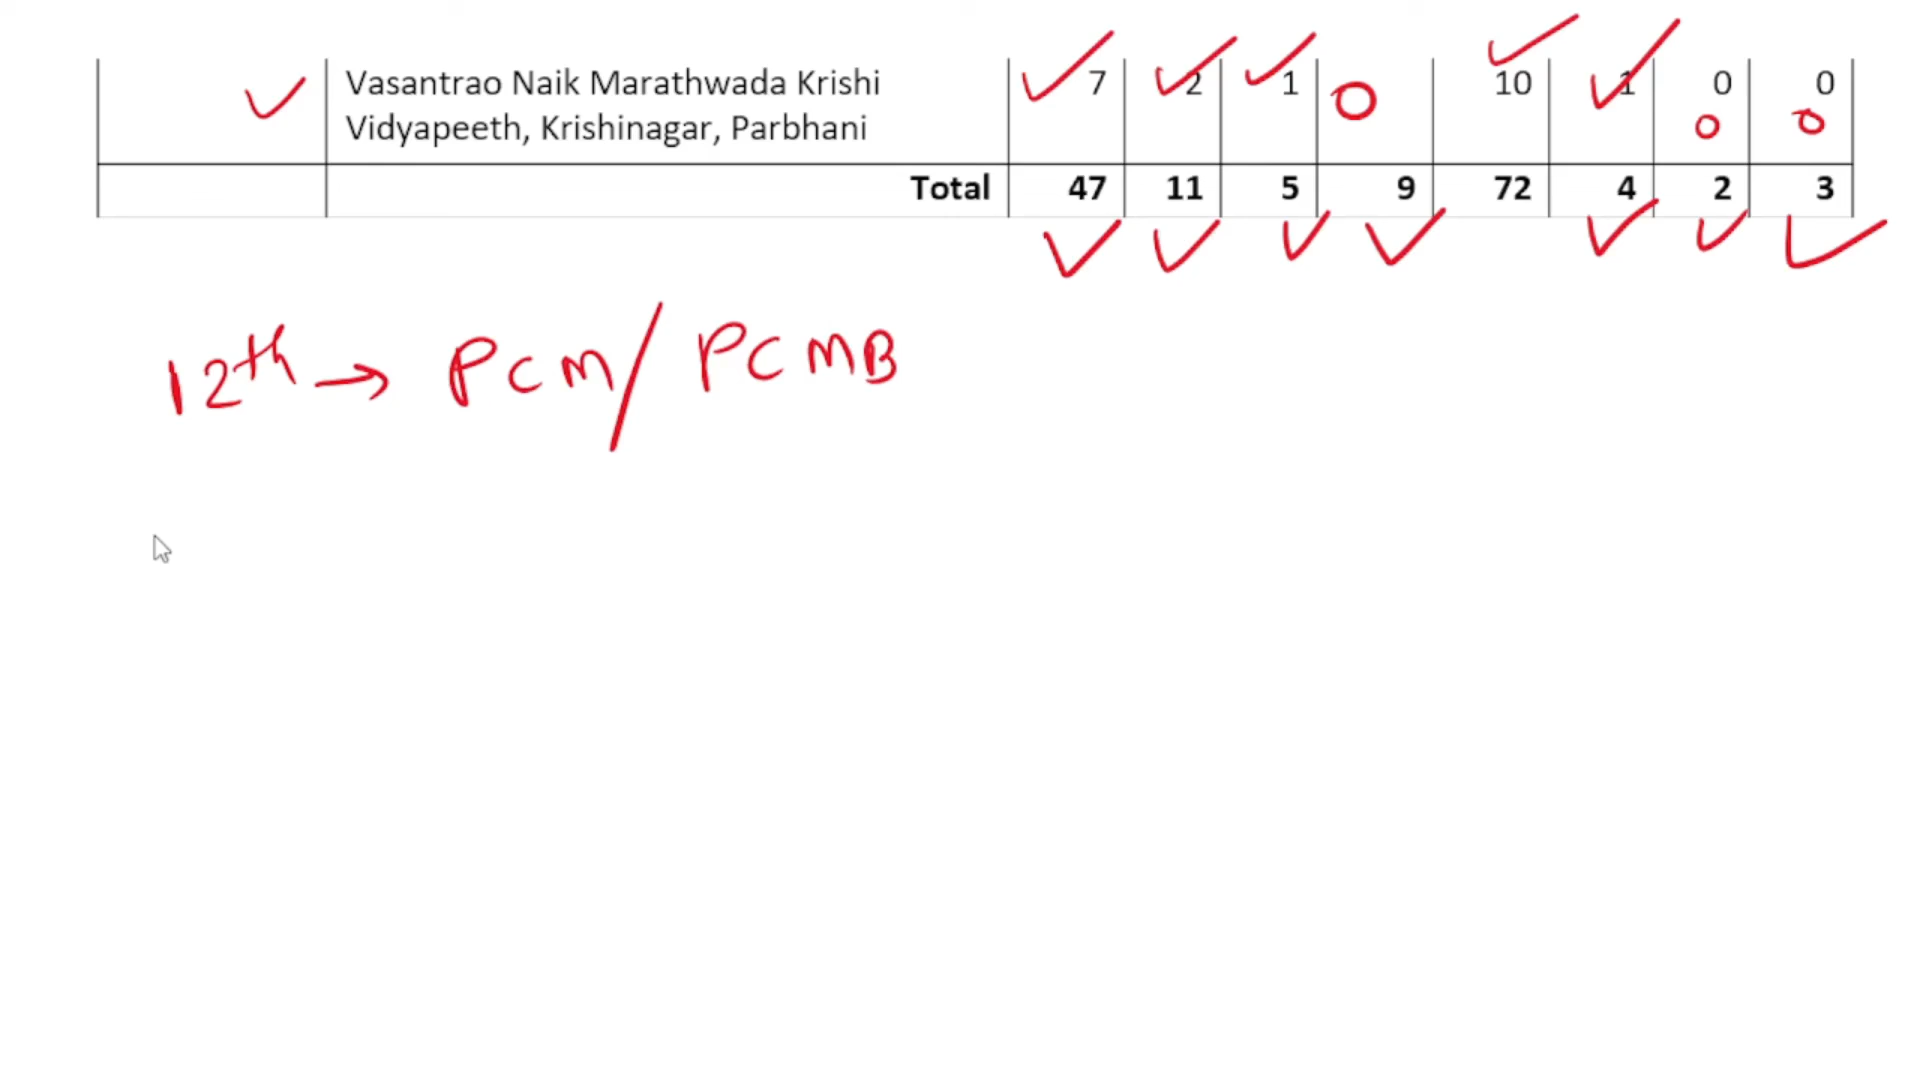 Vasantrao Naik Marathwada Krishi 7 2 1 10 1 0 0
Vidyapeeth, Krishinagar, Parbhani O O O
Total 47 11 5 9 72 4 2 3
12th → PCM/ PCMB